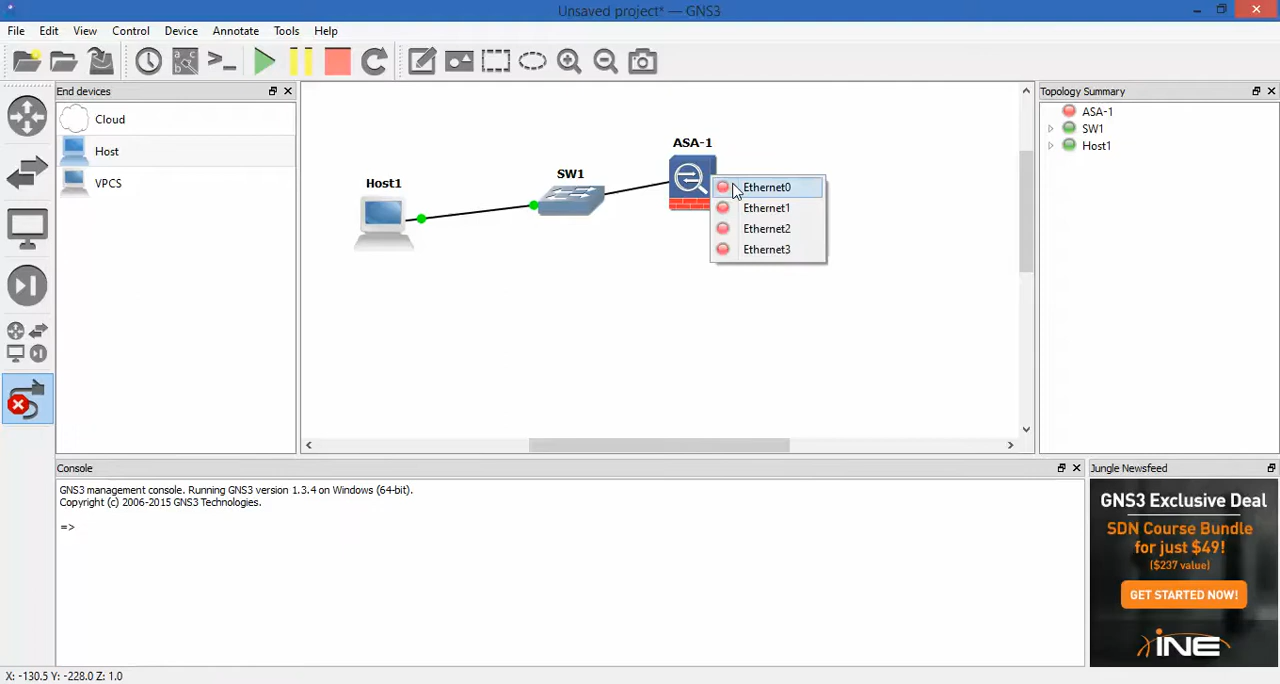 Unsaved project* — GNS3
File Edit View Control Device Annotate Tools Help
End devices
Cloud
Host
VPCS
Host1
SW1
ASA-1
Ethernet0
Ethernet1
Ethernet2
Ethernet3
Topology Summary
ASA-1
SW1
Host1
Console
GNS3 management console. Running GNS3 version 1.3.4 on Windows (64-bit).
Copyright (c) 2006-2015 GNS3 Technologies.
=>
Jungle Newsfeed
GNS3 Exclusive Deal
SDN Course Bundle
for just $49!
($237 value)
GET STARTED NOW!
INE
X: -130.5 Y: -228.0 Z: 1.0